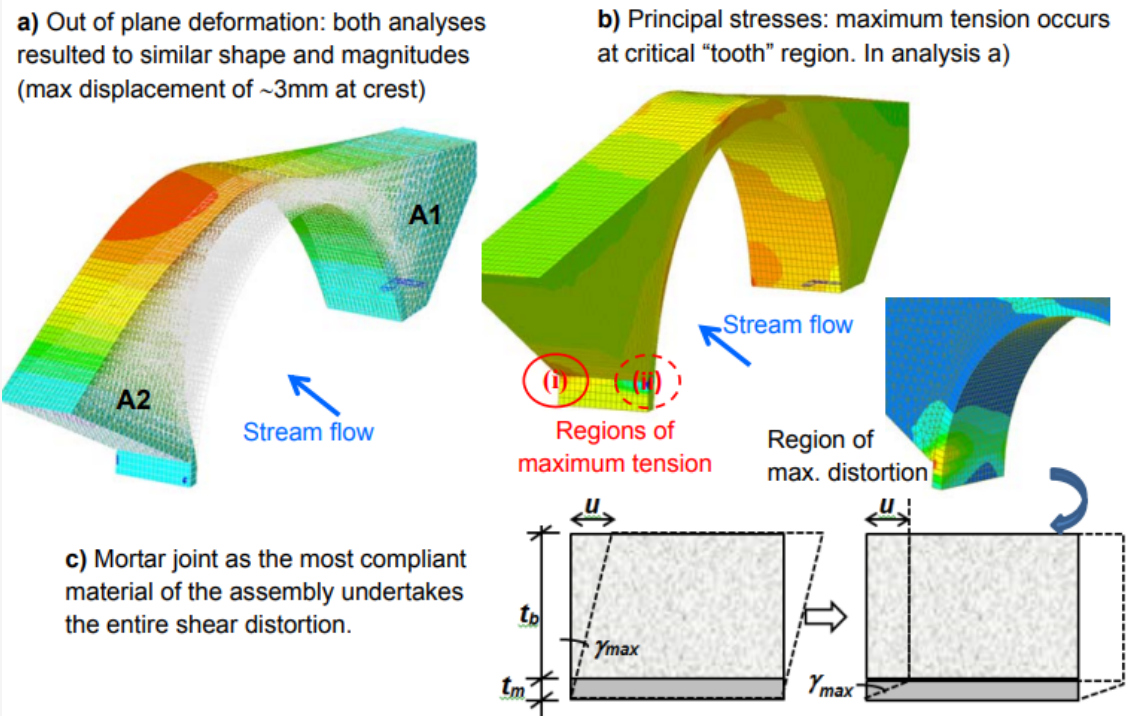 a) Out of plane deformation: both analyses
resulted to similar shape and magnitudes
(max displacement of ~3mm at crest)
b) Principal stresses: maximum tension occurs
at critical “tooth” region. In analysis a)
A1
A2
Stream flow
Stream flow
(i)
(ii)
Regions of
maximum tension
Region of
max. distortion
c) Mortar joint as the most compliant
material of the assembly undertakes
the entire shear distortion.
u
u
tb
γmax
tm
γmax